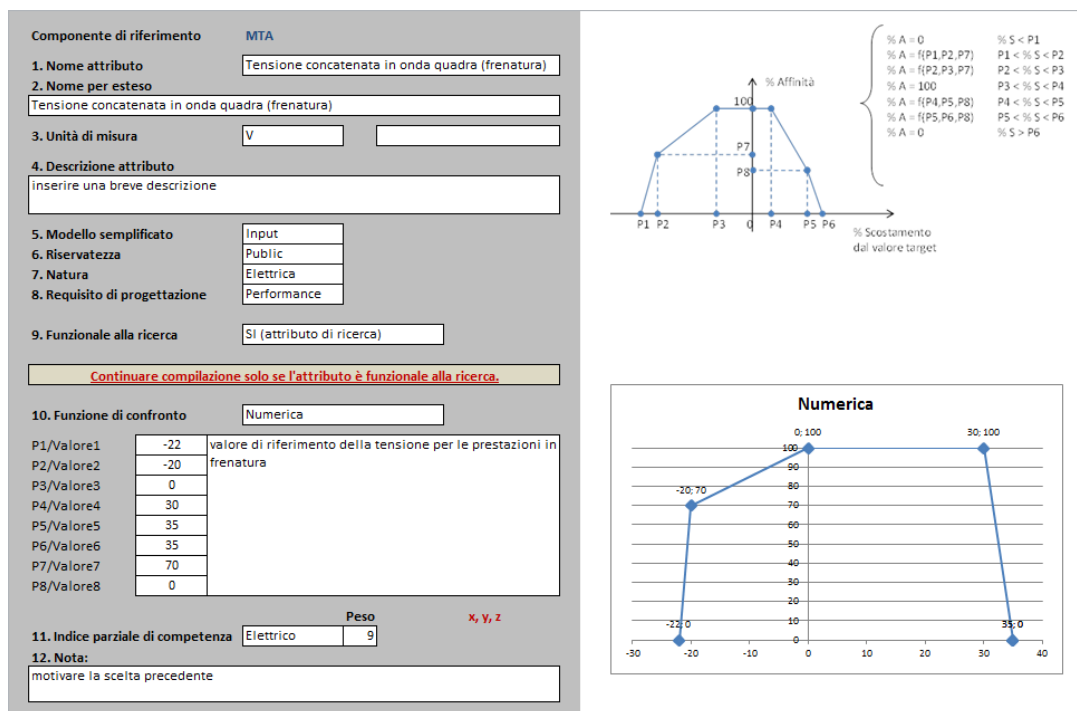 Componente di riferimento MTA
1. Nome attributo Tensione concatenata in onda quadra (frenatura)
2. Nome per esteso
Tensione concatenata in onda quadra (frenatura)
3. Unità di misura V
4. Descrizione attributo
inserire una breve descrizione
5. Modello semplificato Input
6. Riservatezza Public
7. Natura Elettrica
8. Requisito di progettazione Performance
9. Funzionale alla ricerca SI (attributo di ricerca)
Continuare compilazione solo se l'attributo è funzionale alla ricerca.
10. Funzione di confronto Numerica
P1/Valore1 -22 valore di riferimento della tensione per le prestazioni in
P2/Valore2 -20 frenatura
P3/Valore3 0
P4/Valore4 30
P5/Valore5 35
P6/Valore6 35
P7/Valore7 70
P8/Valore8 0
Peso x, y, z
11. Indice parziale di competenza Elettrico 9
12. Nota:
motivare la scelta precedente
% A = 0 % S < P1
% A = f(P1,P2,P7) P1 < % S < P2
% A = f(P2,P3,P7) P2 < % S < P3
% A = 100 P3 < % S < P4
% A = f(P4,P5,P8) P4 < % S < P5
% A = f(P5,P6,P8) P5 < % S < P6
% A = 0 % S > P6
% Affinità
100
P7
P8
P1 P2 P3 0 P4 P5 P6
% Scostamento
dal valore target
Numerica
0; 100 30; 100
100
90
80
-20; 70
70
60
50
40
30
20
10
-22; 0 35; 0
0
-30 -20 -10 0 10 20 30 40